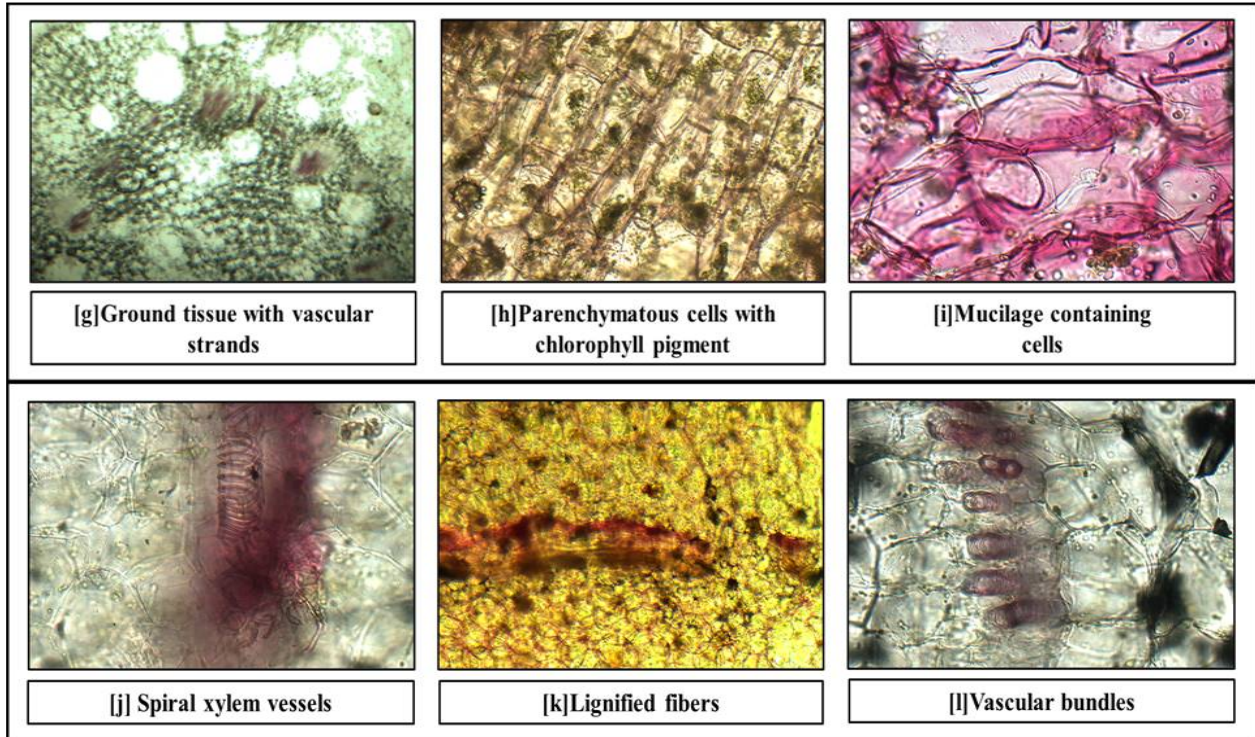 [g]Ground tissue with vascular
strands
[h]Parenchymatous cells with
chlorophyll pigment
[i]Mucilage containing
cells
[j] Spiral xylem vessels
[k]Lignified fibers
[l]Vascular bundles